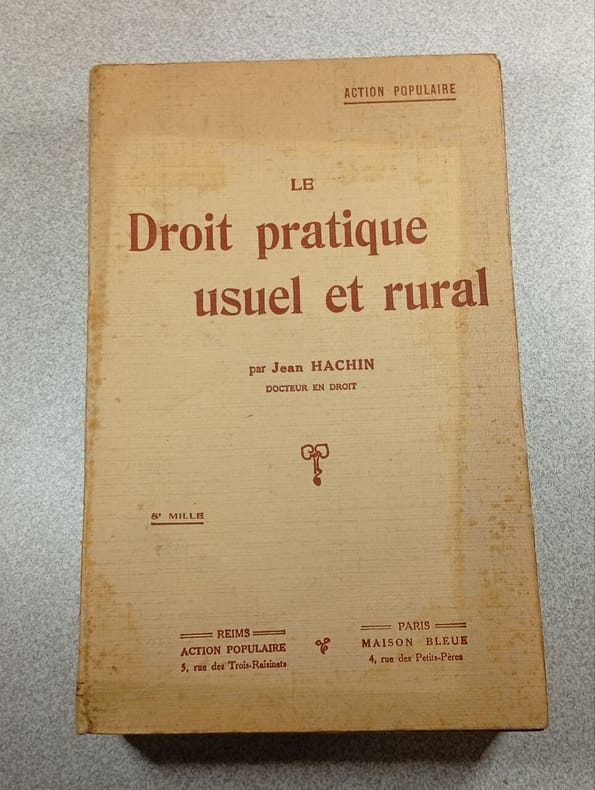 ACTION POPULAIRE
LE
Droit pratique
usuel et rural
par Jean HACHIN
DOCTEUR EN DROIT
8e MILLE
REIMS
ACTION POPULAIRE
5, rue des Trois-Raisinets
PARIS
MAISON BLEUE
4, rue des Petits-Pères